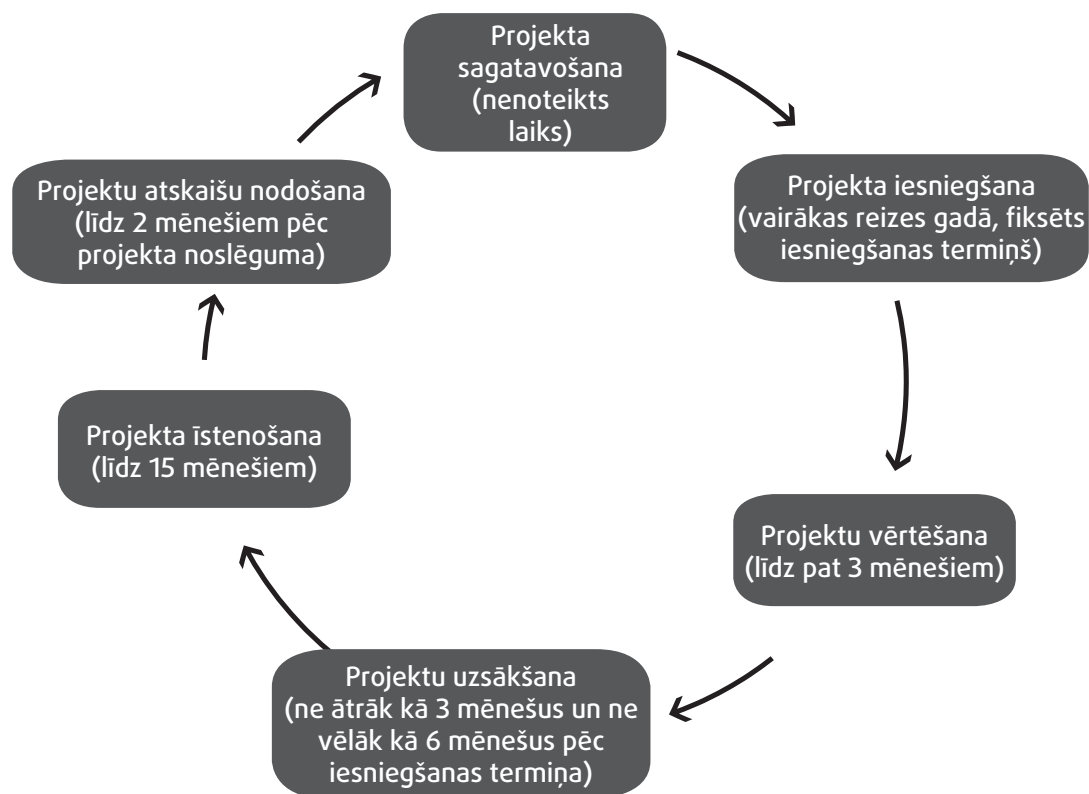 Projekta
sagatavošana
(nenoteikts
laiks)
Projekta iesniegšana
(vairākas reizes gadā, fiksēts
iesniegšanas termiņš)
Projektu vērtēšana
(līdz pat 3 mēnešiem)
Projektu uzsākšana
(ne ātrāk kā 3 mēnešus un ne
vēlāk kā 6 mēnešus pēc
iesniegšanas termiņa)
Projekta īstenošana
(līdz 15 mēnešiem)
Projektu atskaišu nodošana
(līdz 2 mēnešiem pēc
projekta noslēguma)